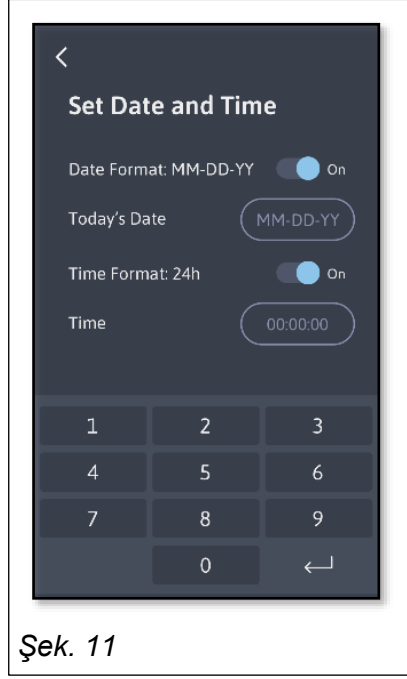 Set Date and Time
Date Format: MM-DD-YY On
Today's Date MM-DD-YY
Time Format: 24h On
Time 00:00:00
1 2 3
4 5 6
7 8 9
0
Şek. 11